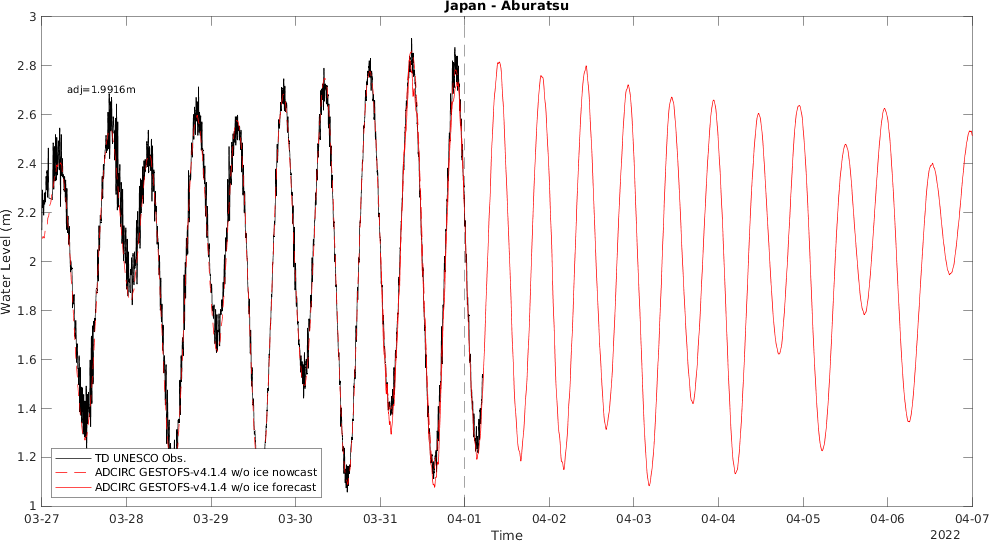 Japan - Aburatsu
3
2.8
adj=1.9916m
2.6
2.4
2.2
2
1.8
1.6
1.4
1.2
1
Water Level (m)
TD UNESCO Obs.
ADCIRC GESTOFS-v4.1.4 w/o ice nowcast
ADCIRC GESTOFS-v4.1.4 w/o ice forecast
03-27 03-28 03-29 03-30 03-31 04-01 04-02 04-03 04-04 04-05 04-06 04-07
Time
2022